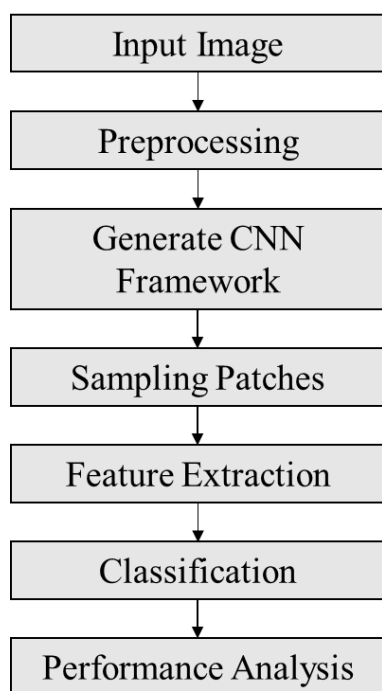 Input Image
Preprocessing
Generate CNN
Framework
Sampling Patches
Feature Extraction
Classification
Performance Analysis